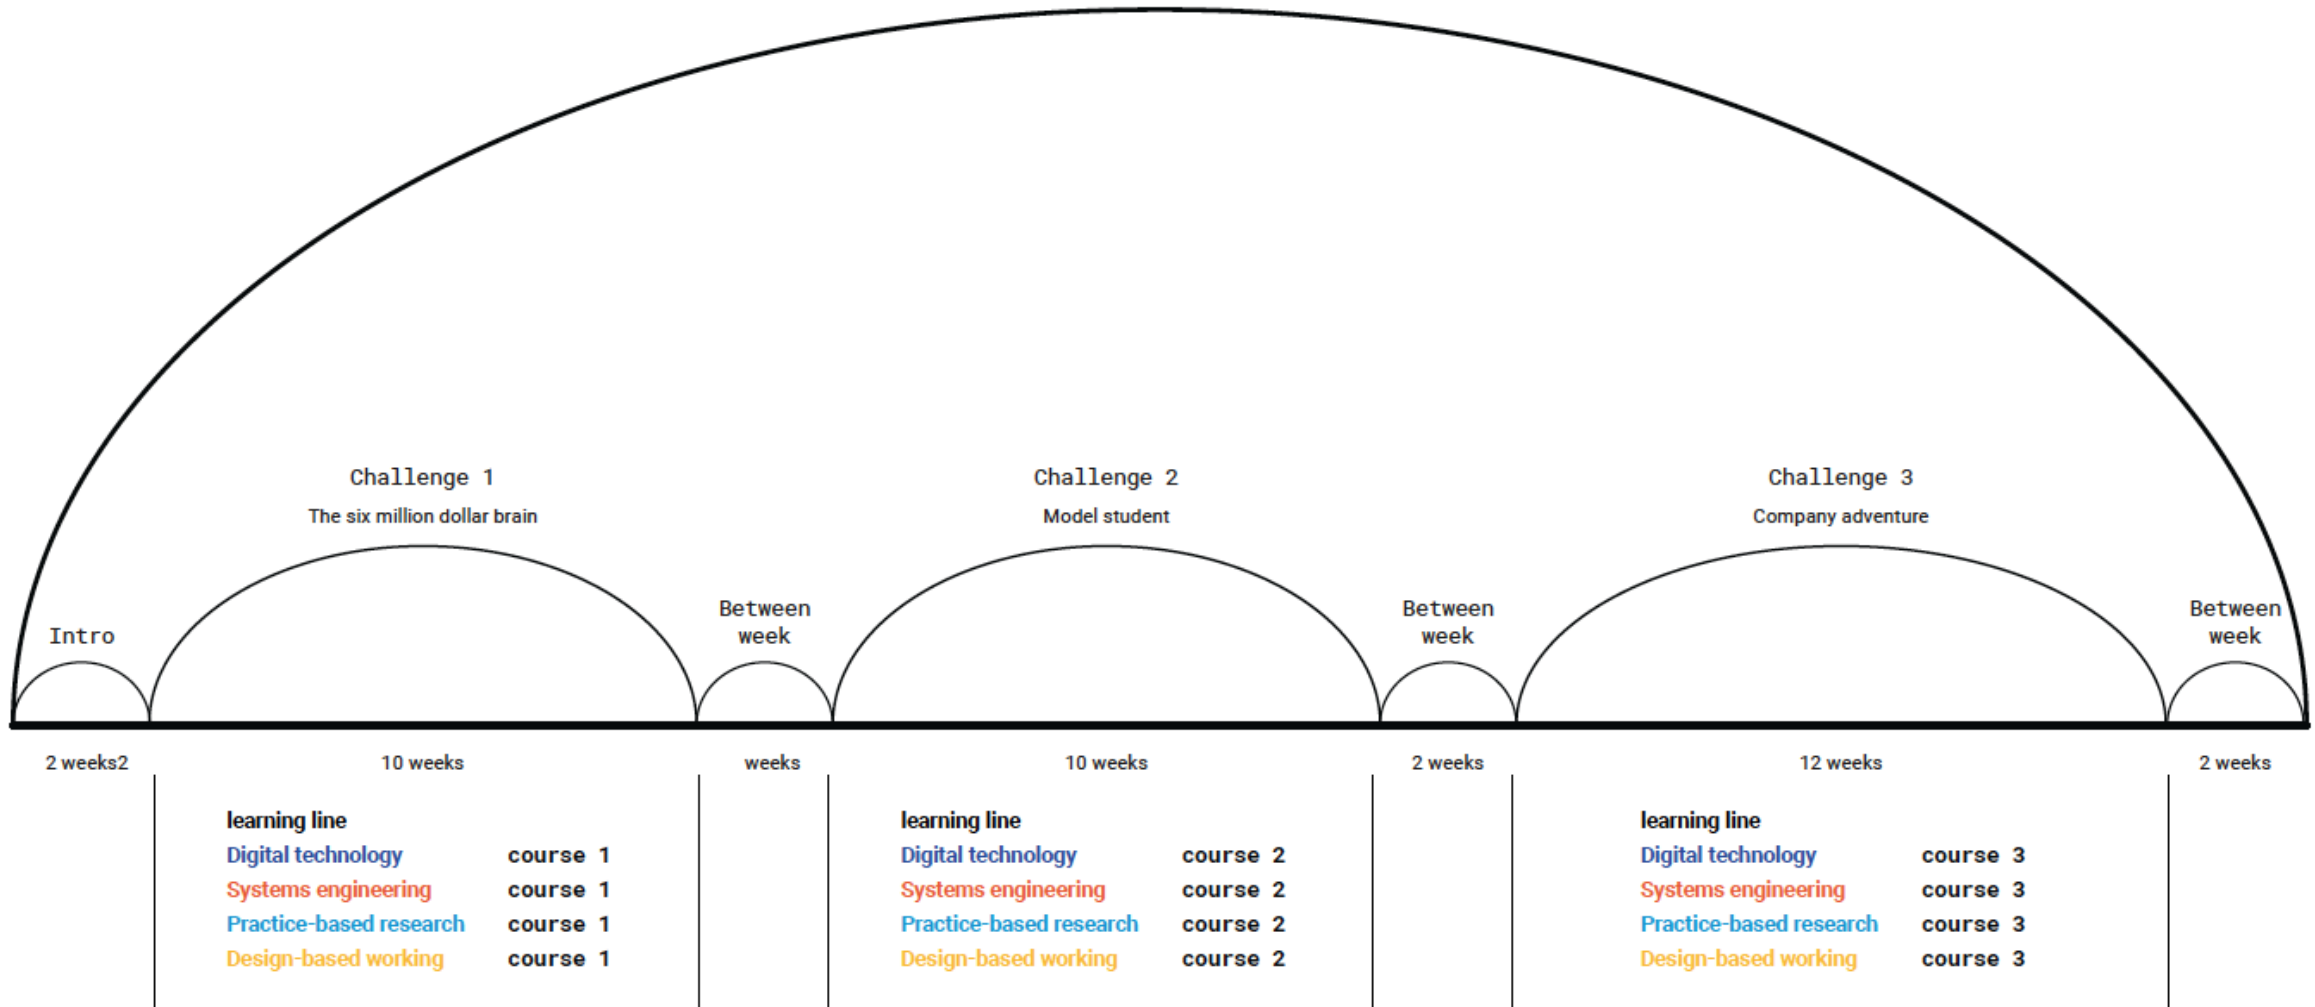 Challenge 1
The six million dollar brain
Challenge 2
Model student
Challenge 3
Company adventure
Intro
Between
week
Between
week
Between
week
2 weeks2
10 weeks
weeks
10 weeks
2 weeks
12 weeks
2 weeks
learning line
Digital technology course 1
Systems engineering course 1
Practice-based research course 1
Design-based working course 1
learning line
Digital technology course 2
Systems engineering course 2
Practice-based research course 2
Design-based working course 2
learning line
Digital technology course 3
Systems engineering course 3
Practice-based research course 3
Design-based working course 3